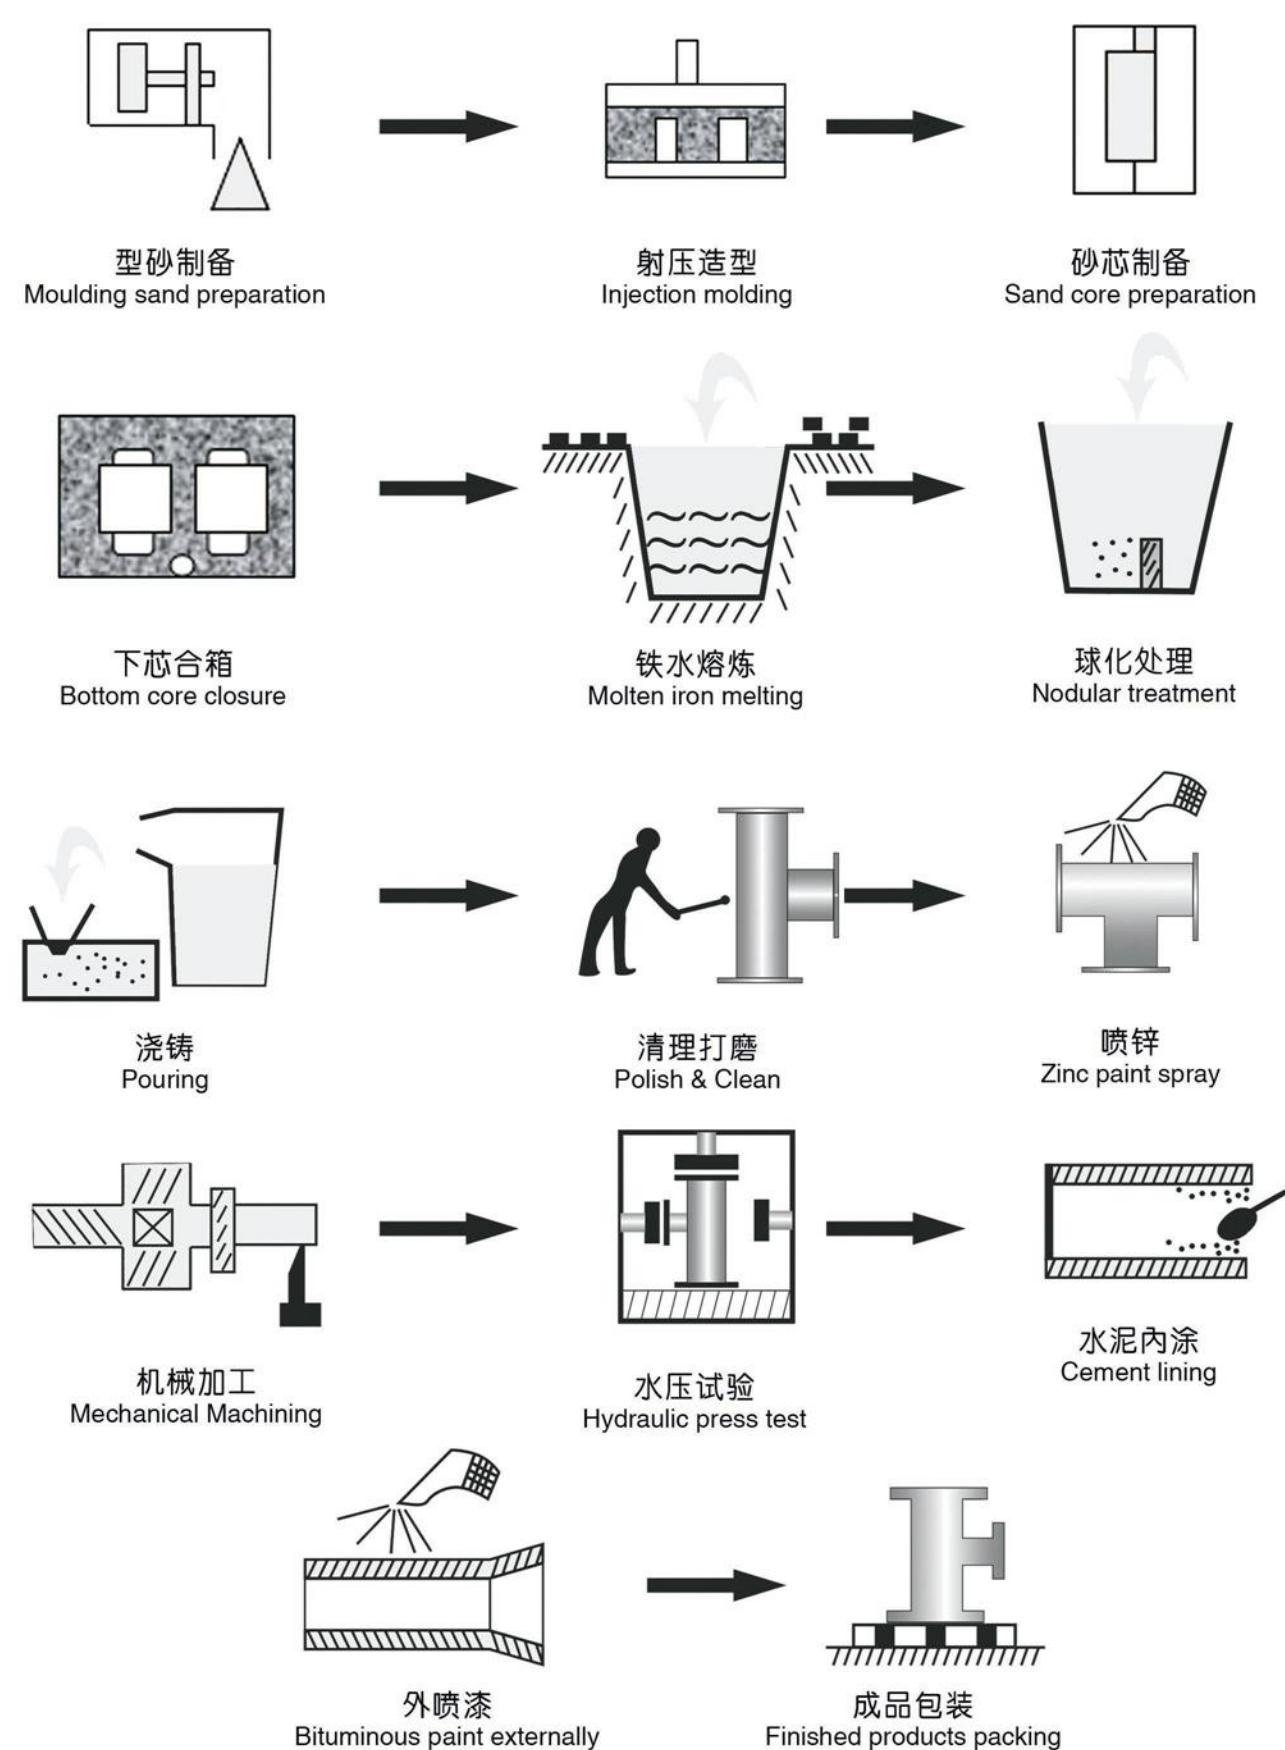 型砂制备
Moulding sand preparation
射压造型
Injection molding
砂芯制备
Sand core preparation
下芯合箱
Bottom core closure
铁水熔炼
Molten iron melting
球化处理
Nodular treatment
浇铸
Pouring
清理打磨
Polish & Clean
喷锌
Zinc paint spray
机械加工
Mechanical Machining
水压试验
Hydraulic press test
水泥内涂
Cement lining
外喷漆
Bituminous paint externally
成品包装
Finished products packing